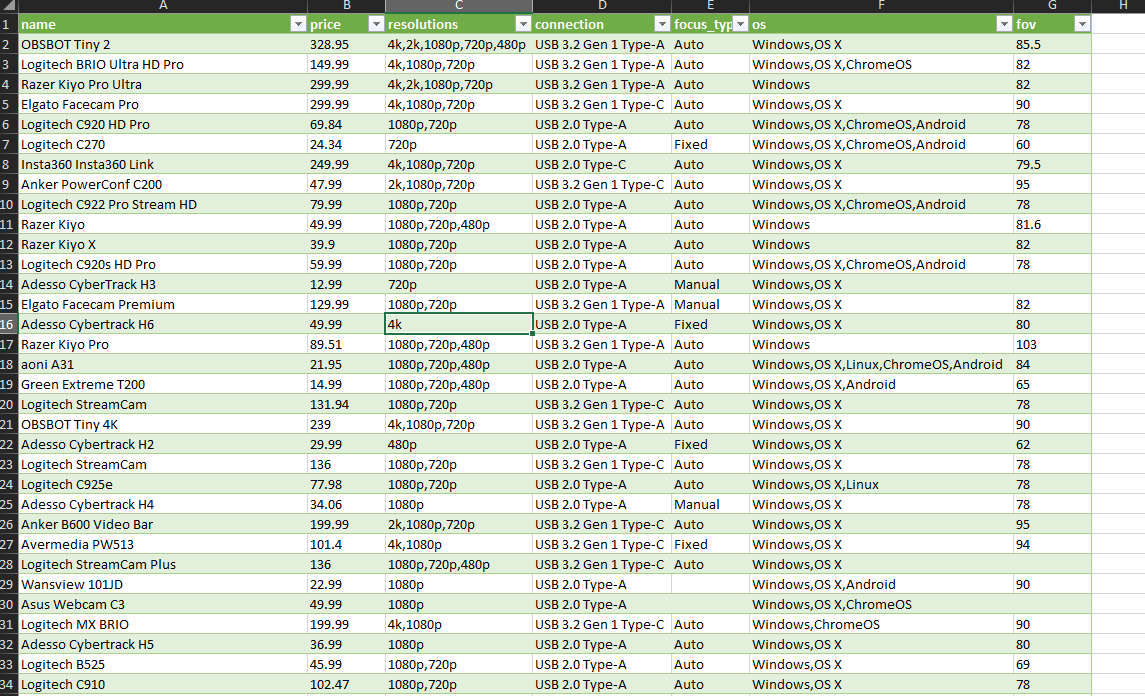 A B C D E F G H
1 name price resolutions connection focus_typ os fov
2 OBSBOT Tiny 2 328.95 4k,2k,1080p,720p,480p USB 3.2 Gen 1 Type-A Auto Windows,OS X 85.5
3 Logitech BRIO Ultra HD Pro 149.99 4k,1080p,720p USB 3.2 Gen 1 Type-A Auto Windows,OS X,ChromeOS 82
4 Razer Kiyo Pro Ultra 299.99 4k,2k,1080p,720p USB 3.2 Gen 1 Type-A Auto Windows 82
5 Elgato Facecam Pro 299.99 4k,1080p,720p USB 3.2 Gen 1 Type-C Auto Windows,OS X 90
6 Logitech C920 HD Pro 69.84 1080p,720p USB 2.0 Type-A Auto Windows,OS X,ChromeOS,Android 78
7 Logitech C270 24.34 720p USB 2.0 Type-A Fixed Windows,OS X,ChromeOS,Android 60
8 Insta360 Insta360 Link 249.99 4k,1080p,720p USB 2.0 Type-C Auto Windows,OS X 79.5
9 Anker PowerConf C200 47.99 2k,1080p,720p USB 3.2 Gen 1 Type-C Auto Windows,OS X 95
10 Logitech C922 Pro Stream HD 79.99 1080p,720p USB 2.0 Type-A Auto Windows,OS X,ChromeOS,Android 78
11 Razer Kiyo 49.99 1080p,720p,480p USB 2.0 Type-A Auto Windows 81.6
12 Razer Kiyo X 39.9 1080p,720p USB 2.0 Type-A Auto Windows 82
13 Logitech C920s HD Pro 59.99 1080p,720p USB 2.0 Type-A Auto Windows,OS X,ChromeOS,Android 78
14 Adesso CyberTrack H3 12.99 720p USB 2.0 Type-A Manual Windows,OS X
15 Elgato Facecam Premium 129.99 1080p,720p USB 3.2 Gen 1 Type-A Manual Windows,OS X 82
16 Adesso Cybertrack H6 49.99 4k USB 2.0 Type-A Fixed Windows,OS X 80
17 Razer Kiyo Pro 89.51 1080p,720p,480p USB 3.2 Gen 1 Type-A Auto Windows 103
18 aoni A31 21.95 1080p,720p,480p USB 2.0 Type-A Auto Windows,OS X,Linux,ChromeOS,Android 84
19 Green Extreme T200 14.99 1080p,720p,480p USB 2.0 Type-A Auto Windows,OS X,Android 65
20 Logitech StreamCam 131.94 1080p,720p USB 3.2 Gen 1 Type-C Auto Windows,OS X 78
21 OBSBOT Tiny 4K 239 4k,1080p,720p USB 3.2 Gen 1 Type-A Auto Windows,OS X 90
22 Adesso Cybertrack H2 29.99 480p USB 2.0 Type-A Fixed Windows,OS X 62
23 Logitech StreamCam 136 1080p,720p USB 3.2 Gen 1 Type-C Auto Windows,OS X 78
24 Logitech C925e 77.98 1080p,720p USB 2.0 Type-A Auto Windows,OS X,Linux 78
25 Adesso Cybertrack H4 34.06 1080p USB 2.0 Type-A Manual Windows,OS X 78
26 Anker B600 Video Bar 199.99 2k,1080p,720p USB 3.2 Gen 1 Type-C Auto Windows,OS X 95
27 Avermedia PW513 101.4 4k,1080p USB 3.2 Gen 1 Type-C Fixed Windows,OS X 94
28 Logitech StreamCam Plus 136 1080p,720p,480p USB 3.2 Gen 1 Type-C Auto Windows,OS X
29 Wansview 101JD 22.99 1080p USB 2.0 Type-A Windows,OS X,Android 90
30 Asus Webcam C3 49.99 1080p USB 2.0 Type-A Windows,OS X,ChromeOS
31 Logitech MX BRIO 199.99 4k,1080p USB 3.2 Gen 1 Type-C Auto Windows,ChromeOS 90
32 Adesso Cybertrack H5 36.99 1080p USB 2.0 Type-A Auto Windows,OS X 80
33 Logitech B525 45.99 1080p,720p USB 2.0 Type-A Auto Windows,OS X 69
34 Logitech C910 102.47 1080p,720p USB 2.0 Type-A Auto Windows,OS X 78